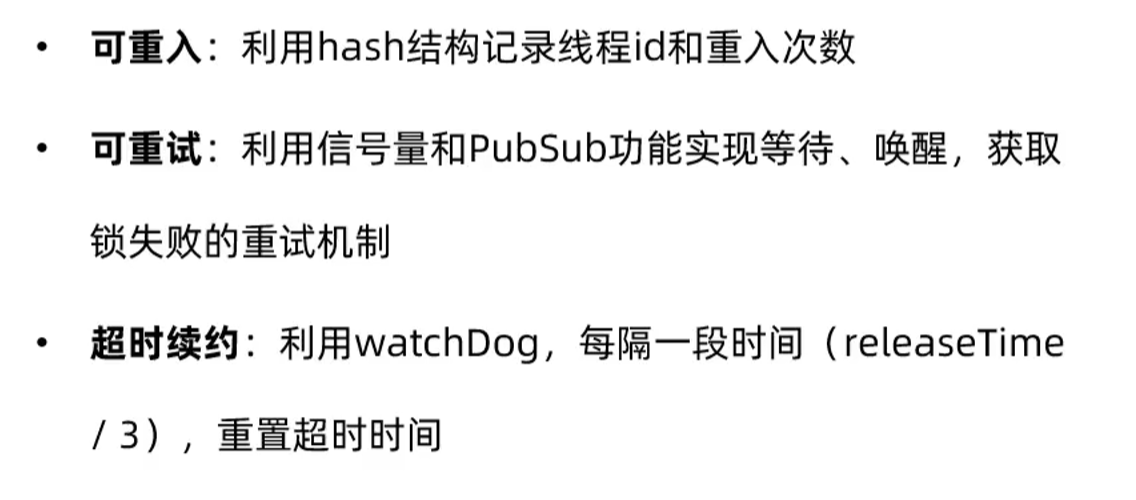 • 可重入：利用hash结构记录线程id和重入次数
• 可重试：利用信号量和PubSub功能实现等待、唤醒，获取
锁失败的重试机制
• 超时续约：利用watchDog，每隔一段时间（releaseTime
/ 3），重置超时时间